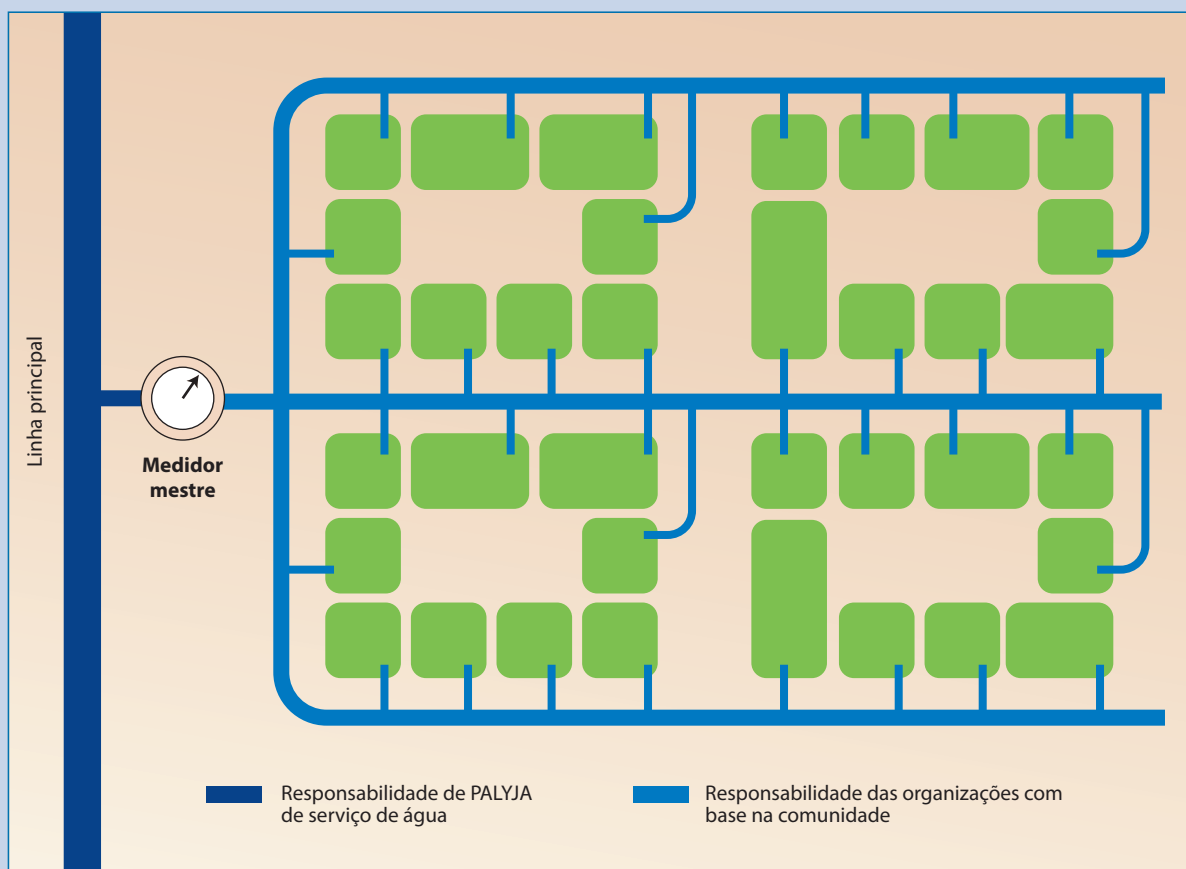 Linha principal
Medidor
mestre
Responsabilidade de PALYJA
de serviço de água
Responsabilidade das organizações com
base na comunidade